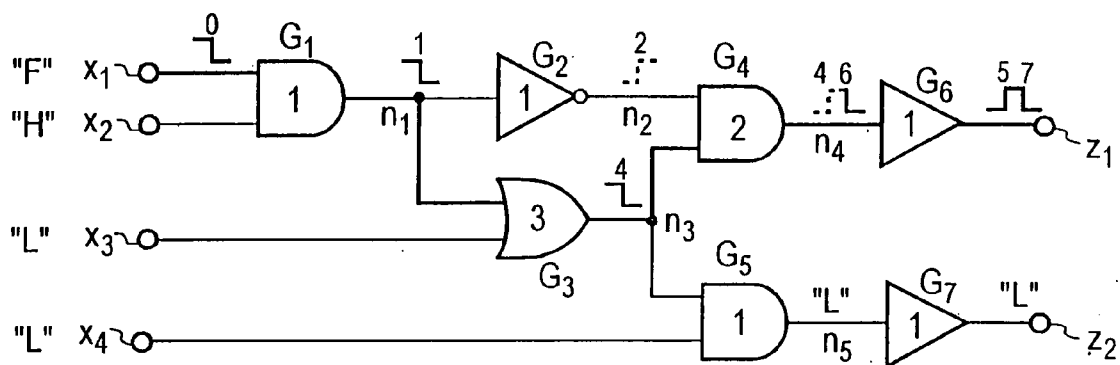 0
"F" x1 G1 1
1
G2 1
2
G4 2
4 6
G6 1
5 7
"H" x2
n1
n2
n4
z1
"L" x3
3
G3
4
n3
G5 1
"L"
G7 1
"L"
"L" x4
n5
z2